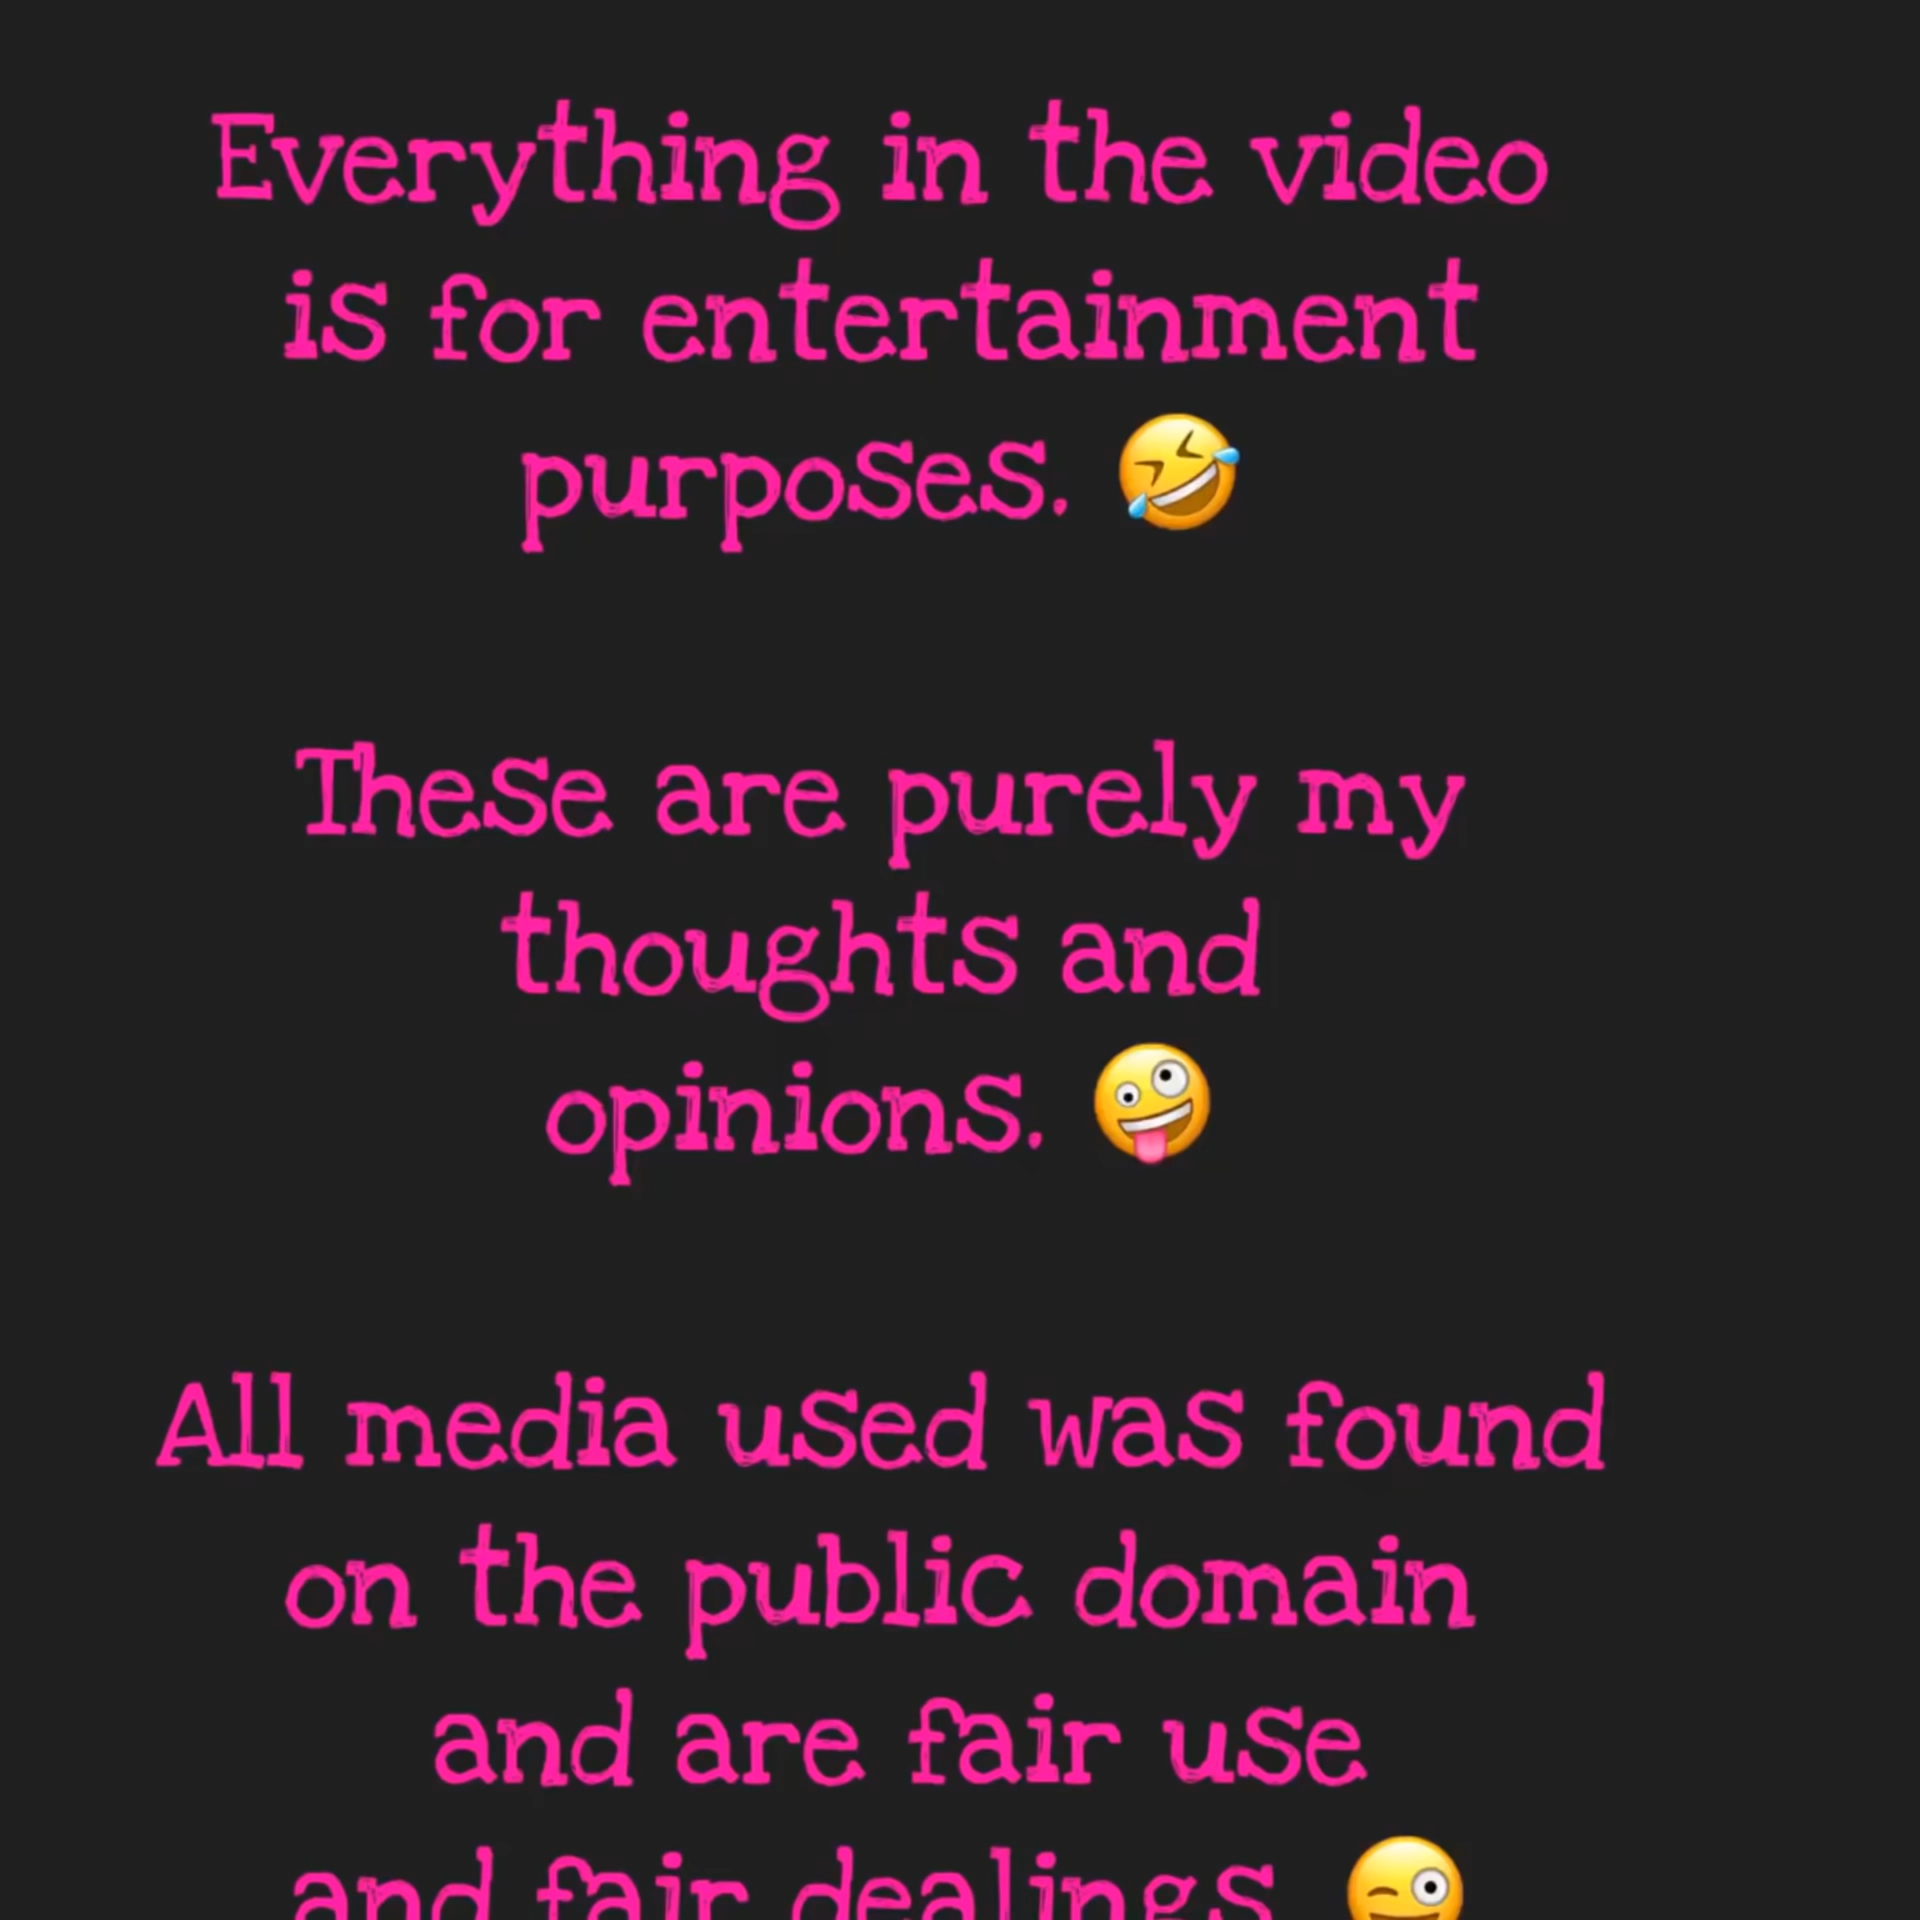 Everything in the video
is for entertainment
purposes. 🤣
These are purely my
thoughts and
opinions. 🤪
All media used was found
on the public domain
and are fair use
and fair dealings 😜